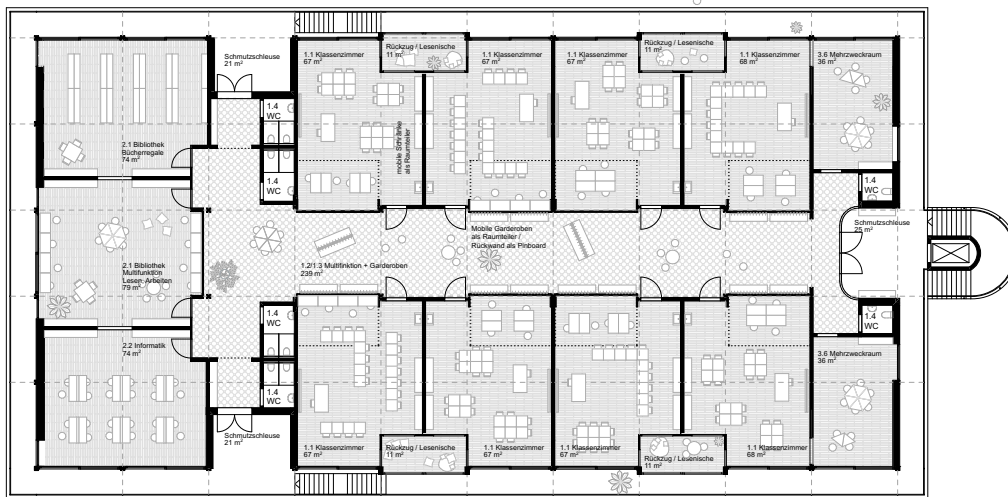 Schmutzschleuse
21 m²
1.1 Klassenzimmer
67 m²
Rückzug / Lesenische
11 m²
1.1 Klassenzimmer
67 m²
1.1 Klassenzimmer
67 m²
Rückzug / Lesenische
11 m²
1.1 Klassenzimmer
68 m²
3.6 Mehrzweckraum
36 m²
1.4
WC
2.1 Bibliothek
Bücherregale
74 m²
mobile Schränke
als Raumteiler
1.4
WC
1.4
WC
Mobile Garderoben
als Raumteiler /
Rückwand als Pinboard
Schmutzschleuse
25 m²
2.1 Bibliothek
Multifunktion
Lesen, Arbeiten
79 m²
1.2/1.3 Multifinktion + Garderoben
239 m²
1.4
WC
1.4
WC
2.2 Informatik
74 m²
3.6 Mehrzweckraum
36 m²
1.4
WC
Schmutzschleuse
21 m²
1.1 Klassenzimmer
67 m²
Rückzug / Lesenische
11 m²
1.1 Klassenzimmer
67 m²
1.1 Klassenzimmer
67 m²
Rückzug / Lesenische
11 m²
1.1 Klassenzimmer
68 m²